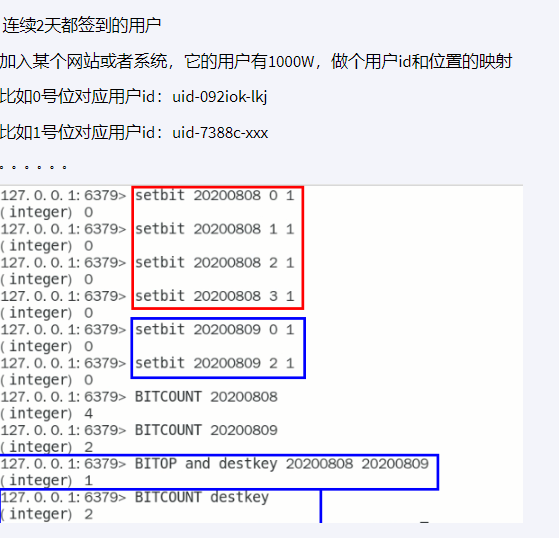 连续2天都签到的用户
加入某个网站或者系统，它的用户有1000W，做个用户id和位置的映射
比如0号位对应用户id：uid-092iok-lkj
比如1号位对应用户id：uid-7388c-xxx
。。。。。。
127.0.0.1:6379> setbit 20200808 0 1
(integer) 0
127.0.0.1:6379> setbit 20200808 1 1
(integer) 0
127.0.0.1:6379> setbit 20200808 2 1
(integer) 0
127.0.0.1:6379> setbit 20200808 3 1
(integer) 0
127.0.0.1:6379> setbit 20200809 0 1
(integer) 0
127.0.0.1:6379> setbit 20200809 2 1
(integer) 0
127.0.0.1:6379> BITCOUNT 20200808
(integer) 4
127.0.0.1:6379> BITCOUNT 20200809
(integer) 2
127.0.0.1:6379> BITOP and destkey 20200808 20200809
(integer) 1
127.0.0.1:6379> BITCOUNT destkey
(integer) 2